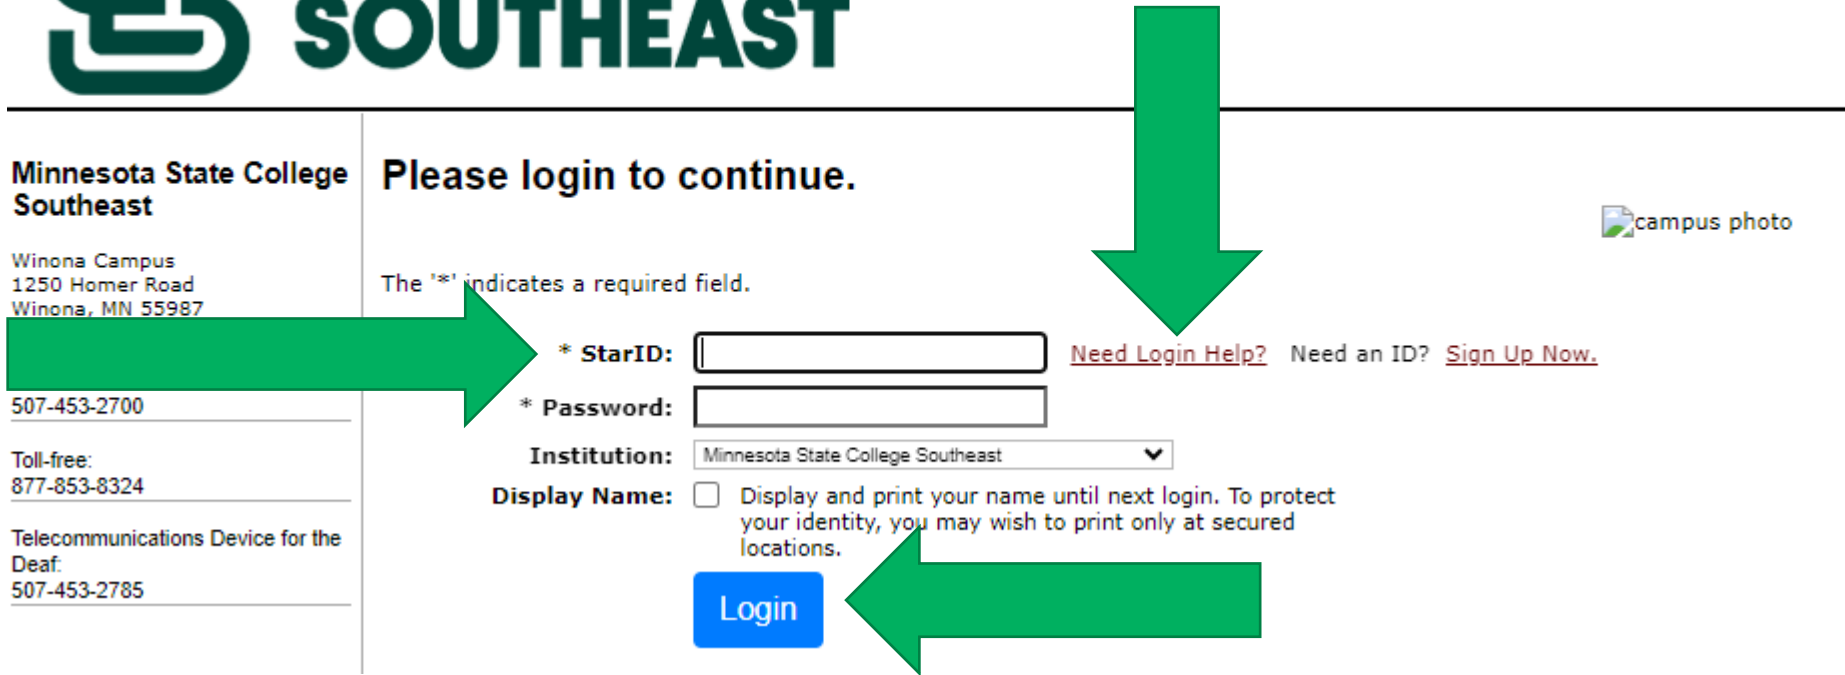 SOUTHEAST
Minnesota State College
Southeast
Winona Campus
1250 Homer Road
Winona, MN 55987
507-453-2700
Toll-free:
877-853-8324
Telecommunications Device for the
Deaf:
507-453-2785
Please login to continue.
campus photo
The '*' indicates a required field.
* StarID: Need Login Help? Need an ID? Sign Up Now.
* Password:
Institution: Minnesota State College Southeast
Display Name: Display and print your name until next login. To protect
your identity, you may wish to print only at secured
locations.
Login